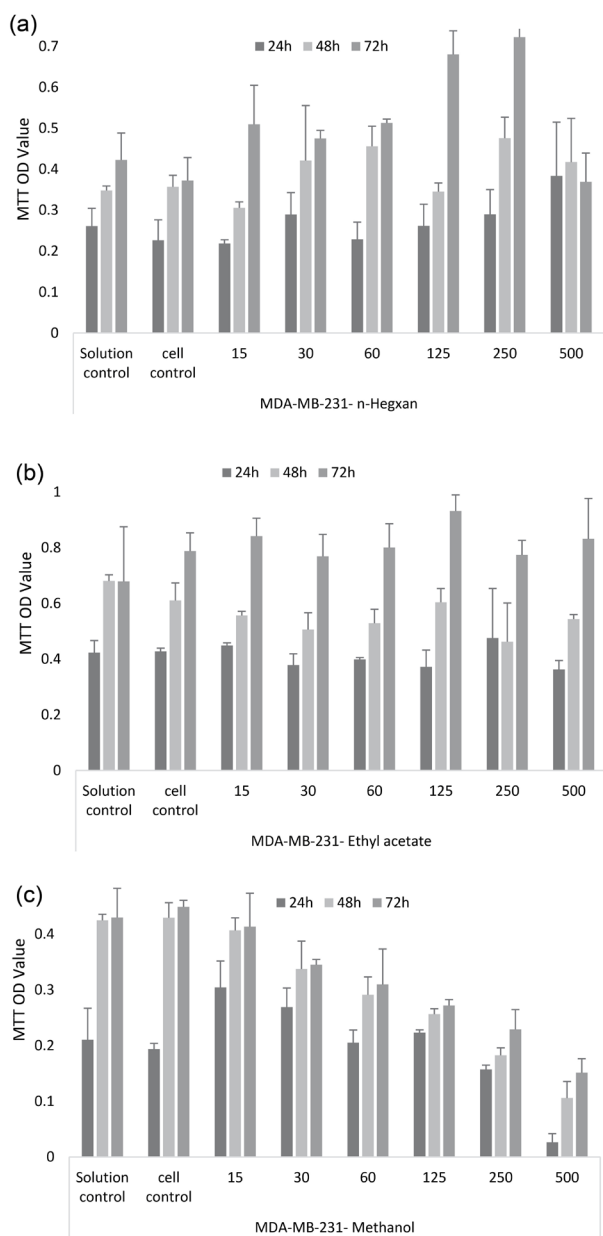 (a)
24h 48h 72h
0.7
0.6
0.5
0.4
0.3
0.2
0.1
0
MTT OD Value
Solution control cell control 15 30 60 125 250 500
MDA-MB-231- n-Hegxan
(b)
24h 48h 72h
1
0.8
0.6
0.4
0.2
0
MTT OD Value
Solution control cell control 15 30 60 125 250 500
MDA-MB-231- Ethyl acetate
(c)
24h 48h 72h
0.4
0.3
0.2
0.1
0
MTT OD Value
Solution control cell control 15 30 60 125 250 500
MDA-MB-231- Methanol